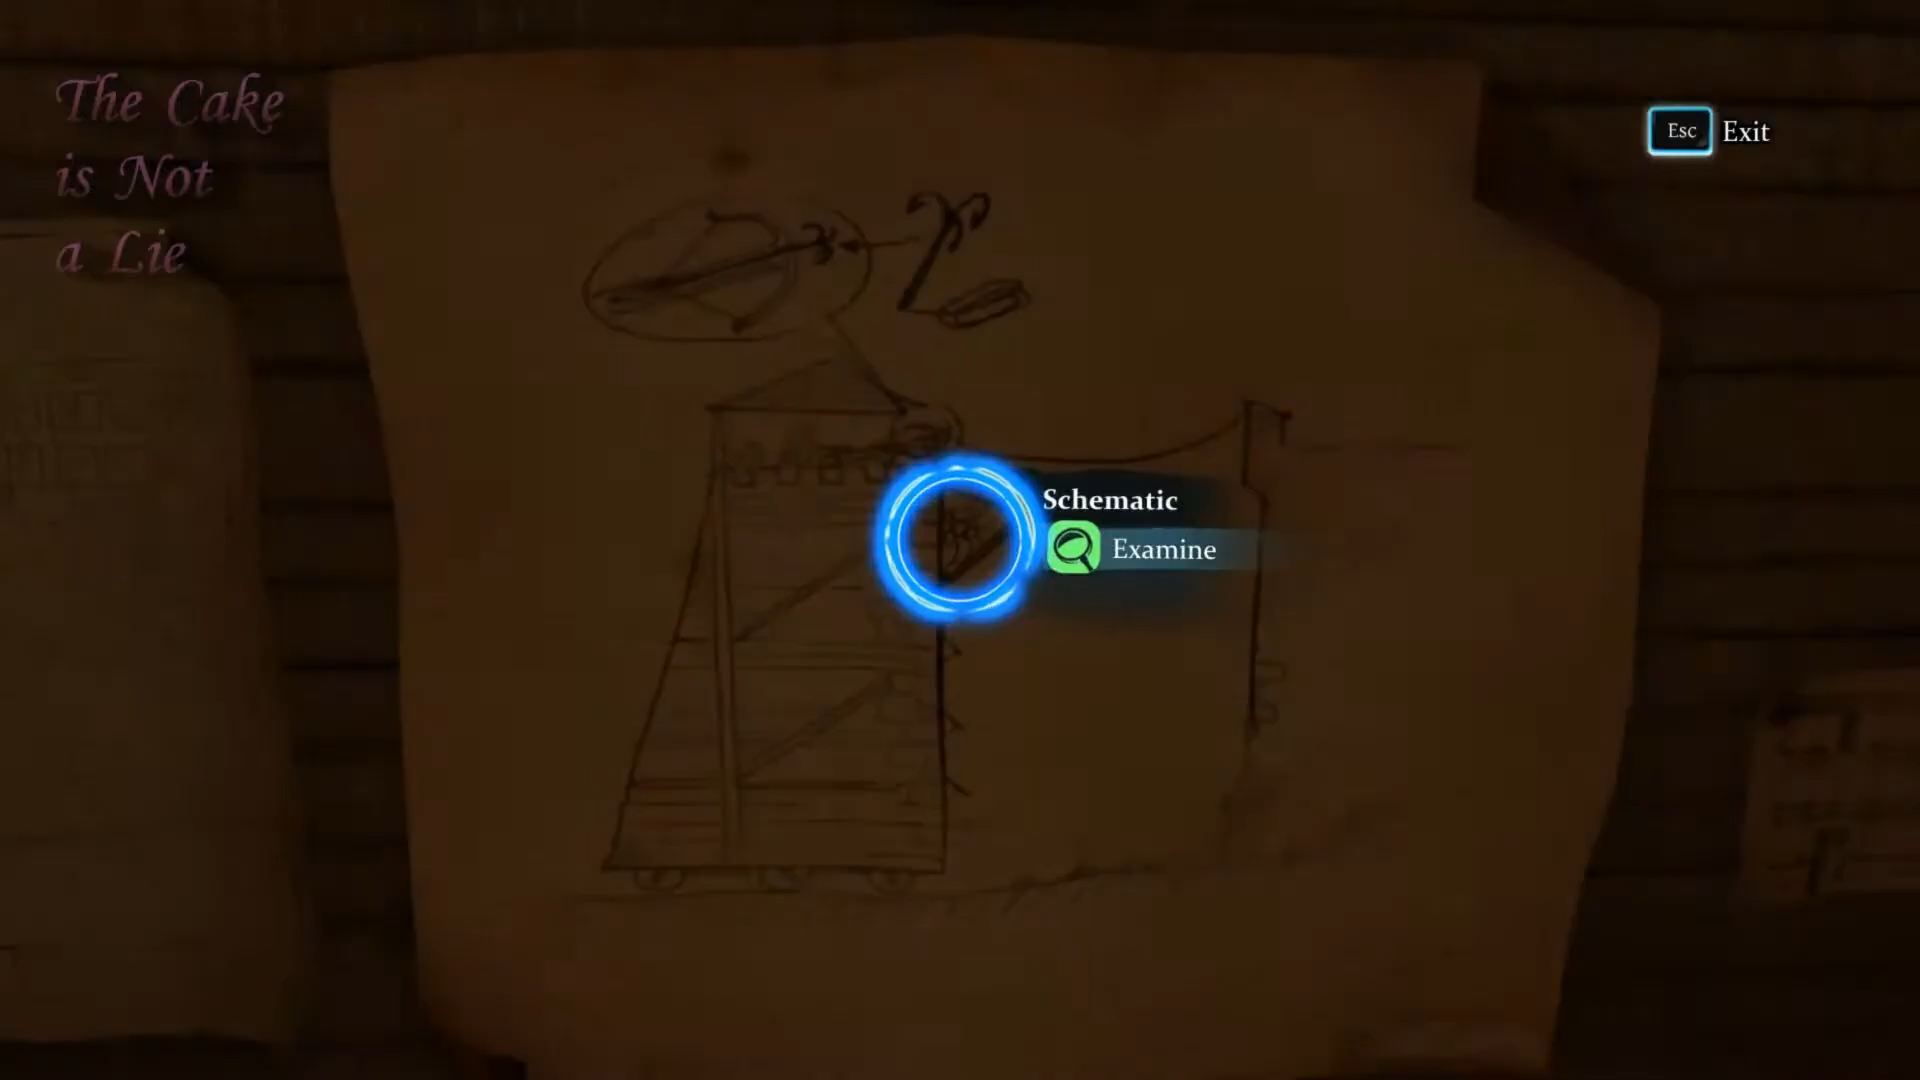 The Cake
is Not
a Lie
Esc Exit
Schematic
Examine